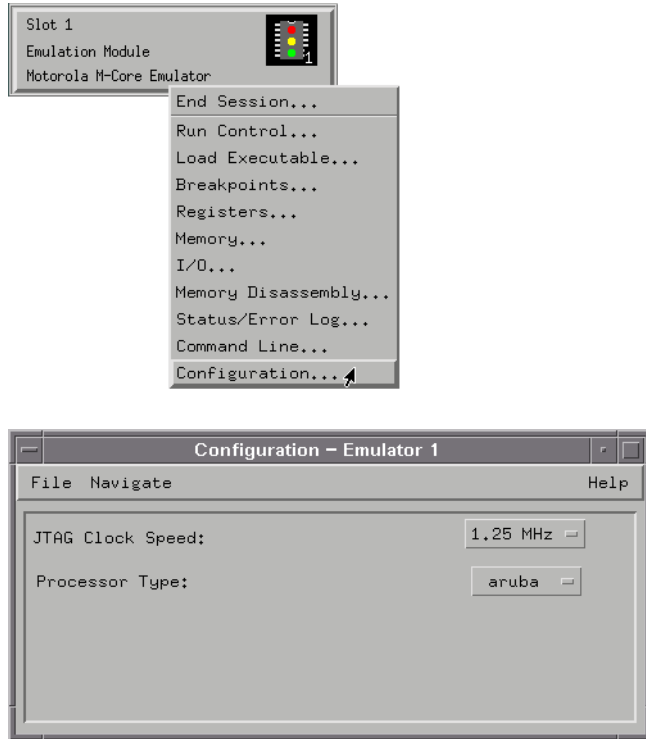 Slot 1
Emulation Module
Motorola M-Core Emulator
1
End Session...
Run Control...
Load Executable...
Breakpoints...
Registers...
Memory...
I/O...
Memory Disassembly...
Status/Error Log...
Command Line...
Configuration...
Configuration – Emulator 1
File Navigate Help
JTAG Clock Speed: 1.25 MHz
Processor Type: aruba